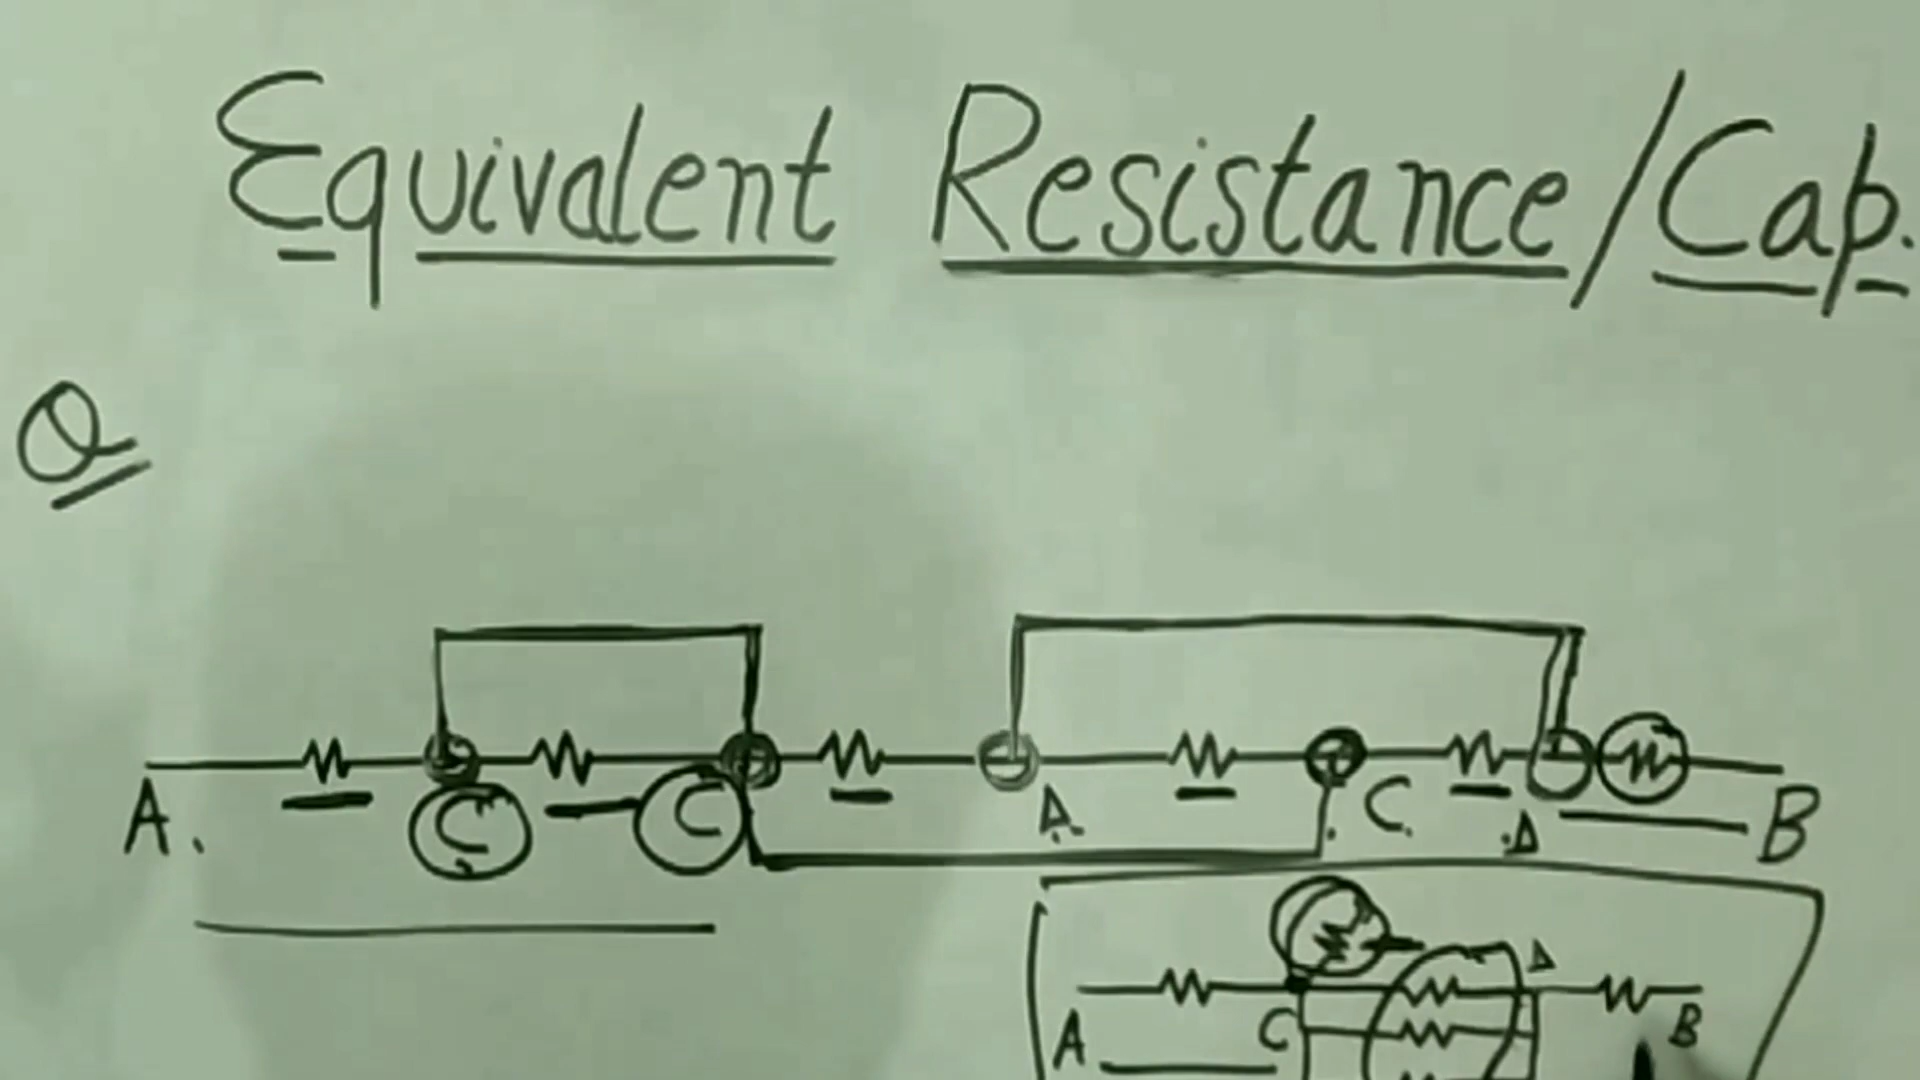 Equivalent Resistance/Cap.
Q
A. C C Δ C. Δ B
Δ
A C B